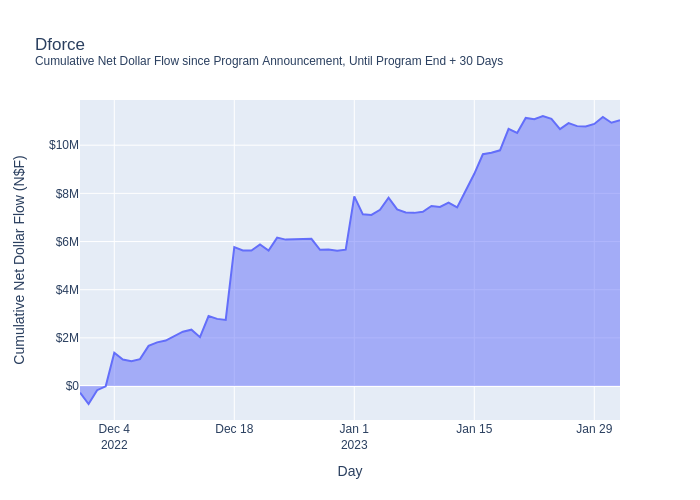 Dforce
Cumulative Net Dollar Flow since Program Announcement, Until Program End + 30 Days
Cumulative Net Dollar Flow (N$F)
$10M
$8M
$6M
$4M
$2M
$0
Dec 4
2022
Dec 18
Jan 1
2023
Jan 15
Jan 29
Day